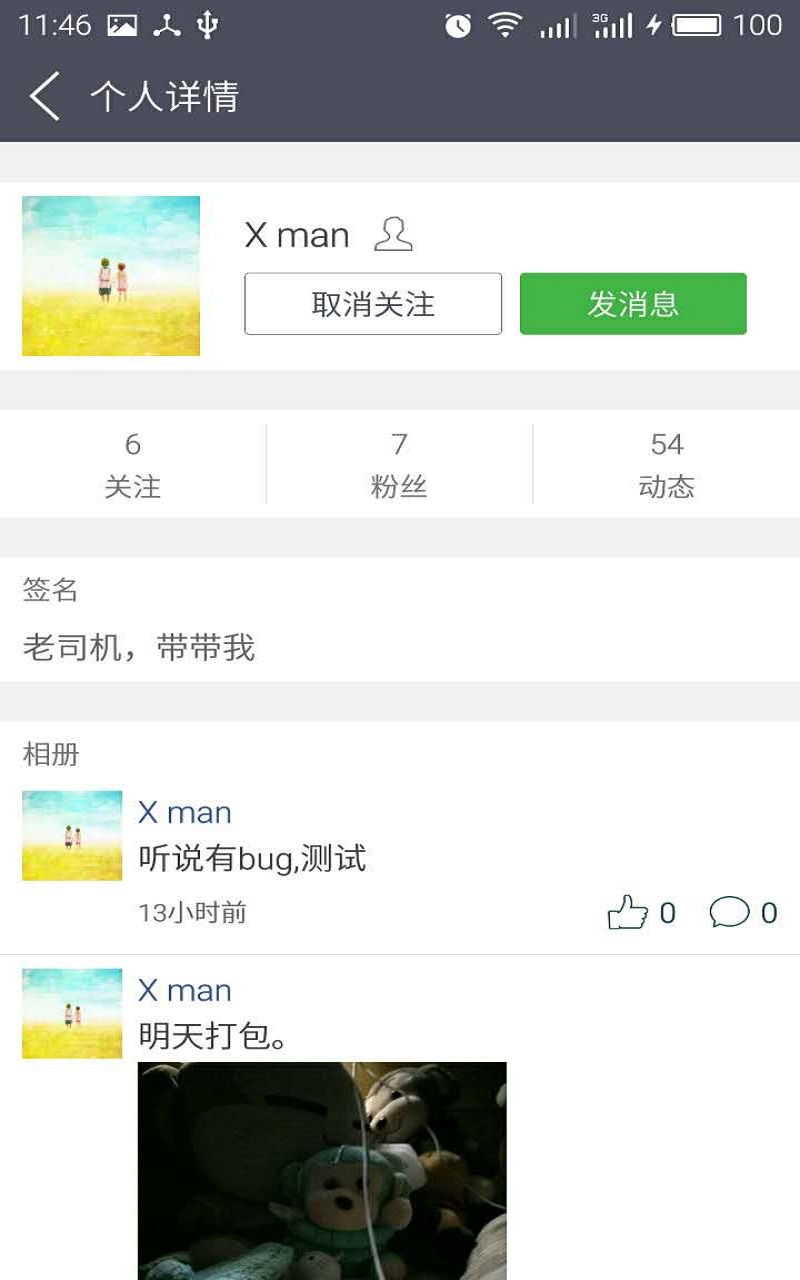 11:46 3G 100
个人详情
X man
取消关注 发消息
6 7 54
关注 粉丝 动态
签名
老司机，带带我
相册
X man
听说有bug,测试
13小时前 0 0
X man
明天打包。